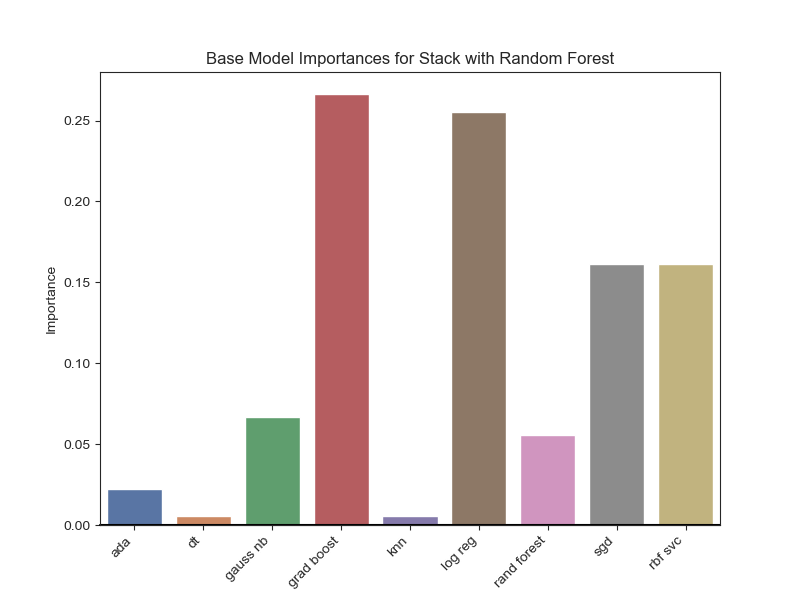 Base Model Importances for Stack with Random Forest
Importance
0.25
0.20
0.15
0.10
0.05
0.00
ada
dt
gauss nb
grad boost
knn
log reg
rand forest
sgd
rbf svc